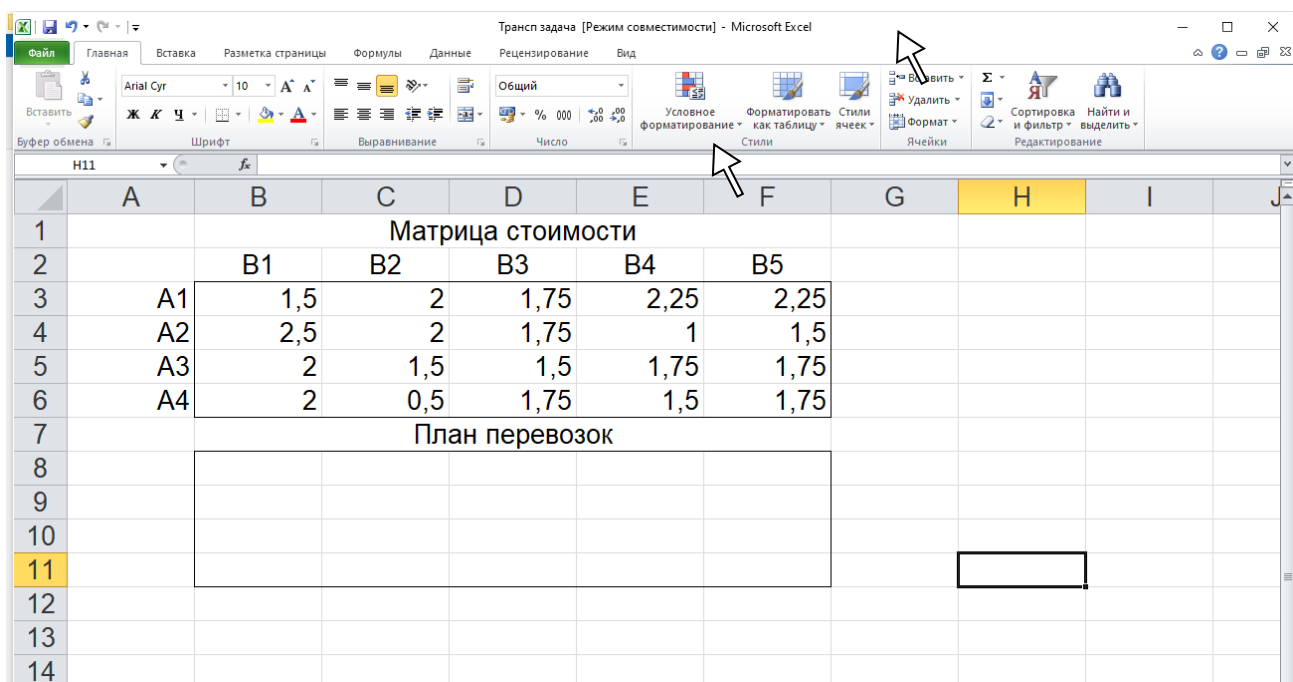 Трансп задача [Режим совместимости] - Microsoft Excel
Файл Главная Вставка Разметка страницы Формулы Данные Рецензирование Вид
Вставить
Буфер обмена
Arial Cyr 10
Ж К Ч
Шрифт
Выравнивание
Общий
% 000
Число
Условное форматирование
Форматировать как таблицу
Стили ячеек
Стили
Вставить
Удалить
Формат
Ячейки
Σ
Сортировка и фильтр
Найти и выделить
Редактирование
H11 fx
A B C D E F G H I J
1 Матрица стоимости
2 B1 B2 B3 B4 B5
3 A1 1,5 2 1,75 2,25 2,25
4 A2 2,5 2 1,75 1 1,5
5 A3 2 1,5 1,5 1,75 1,75
6 A4 2 0,5 1,75 1,5 1,75
7 План перевозок
8
9
10
11
12
13
14